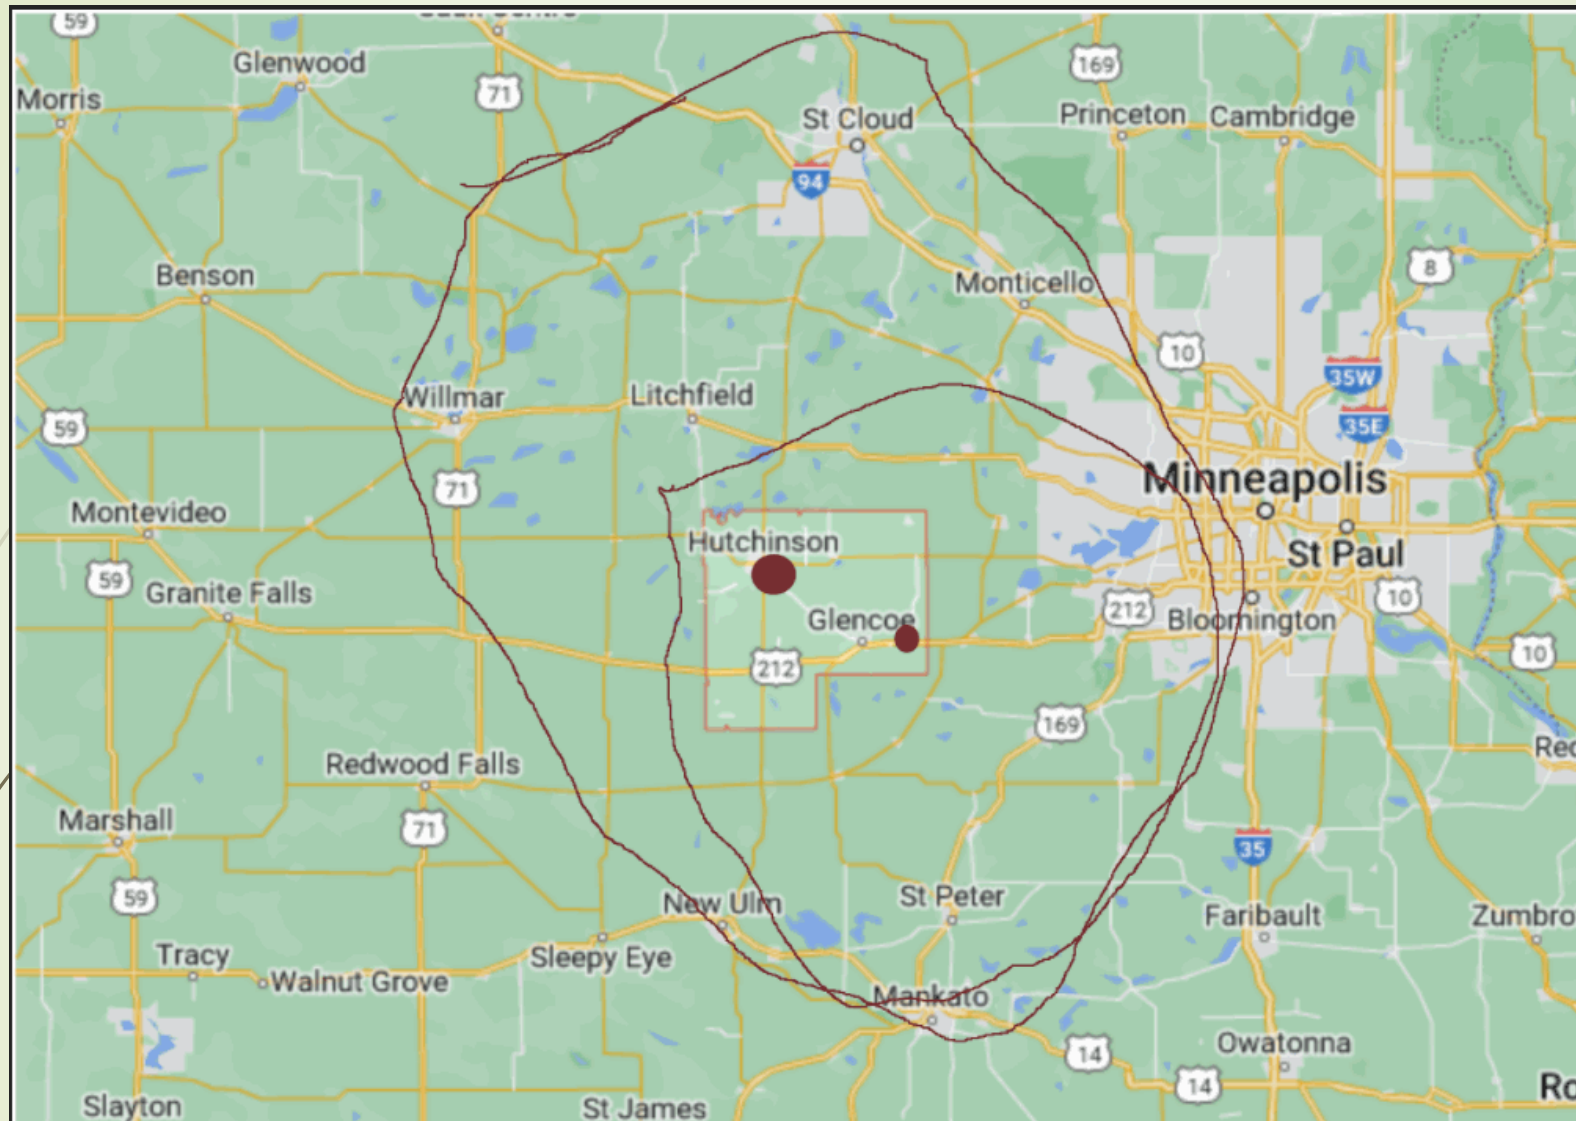 59
Glenwood
71
169
Morris
St Cloud
Princeton
Cambridge
94
Benson
Monticello
8
10
35W
Willmar
Litchfield
59
35E
Minneapolis
71
Montevideo
Hutchinson
St Paul
59
Granite Falls
10
212
Glencoe
Bloomington
212
10
169
Redwood Falls
Marshall
71
35
59
New Ulm
St Peter
Faribault
Zumbro
Tracy
Sleepy Eye
Walnut Grove
Mankato
14
Owatonna
14
Slayton
St James